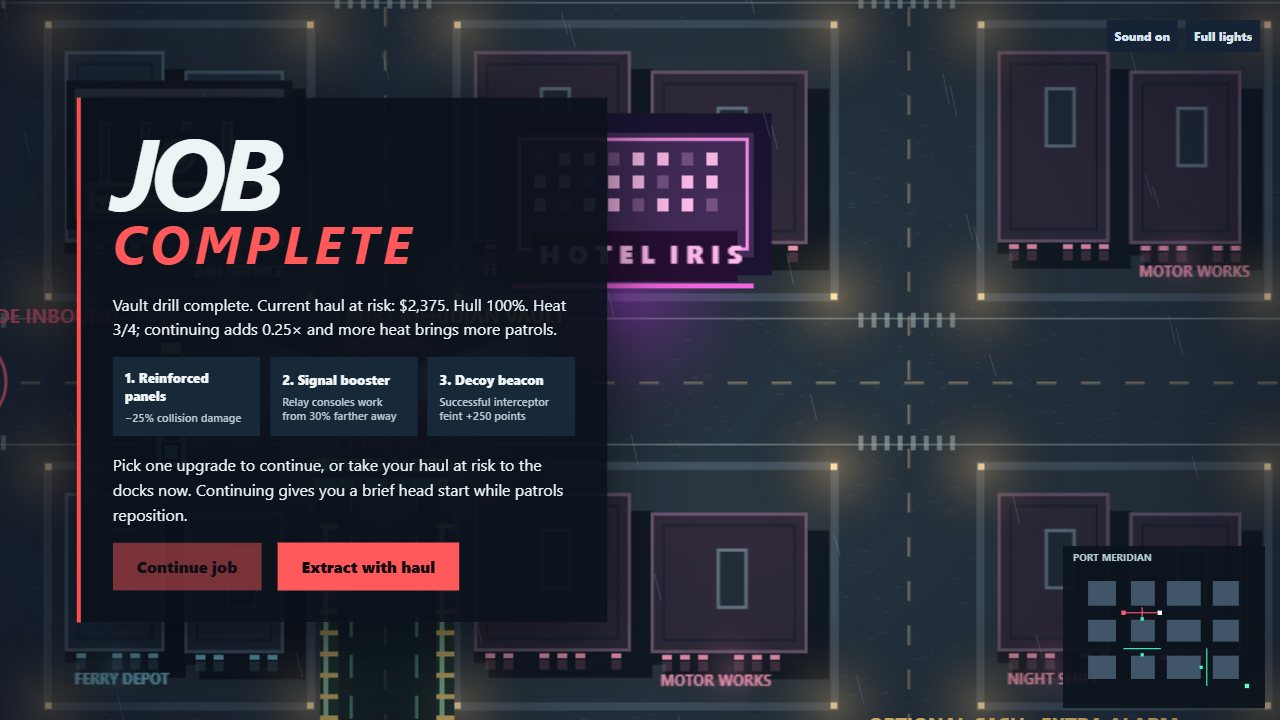 Sound on
Full lights
JOB
COMPLETE
24H SERVICE
HOTEL IRIS
MOTOR WORKS
Vault drill complete. Current haul at risk: $2,375. Hull 100%. Heat
3/4; continuing adds 0.25× and more heat brings more patrols.
1. Reinforced
panels
−25% collision damage
2. Signal booster
Relay consoles work
from 30% farther away
3. Decoy beacon
Successful interceptor
feint +250 points
Pick one upgrade to continue, or take your haul at risk to the
docks now. Continuing gives you a brief head start while patrols
reposition.
Continue job
Extract with haul
PORT MERIDIAN
FERRY DEPOT
MOTOR WORKS
NIGHT